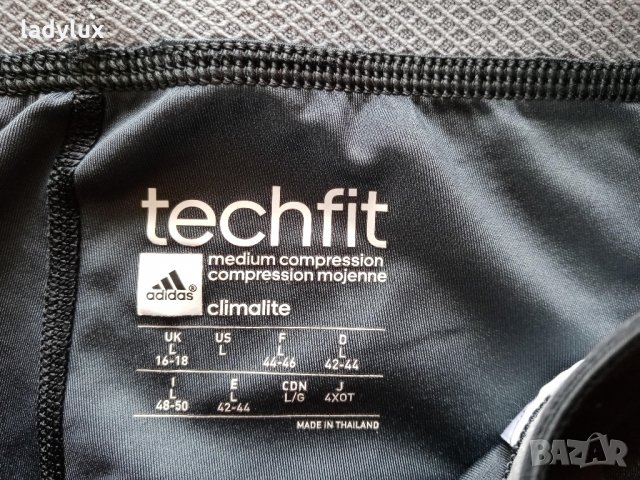 ladylux
techfit
medium compression
compression mojenne
adidas®
climalite
UK US F D
L L L L
16-18 44-46 42-44
I E CDN J
L L L/G 4XOT
48-50 42-44
MADE IN THAILAND
BAZAR